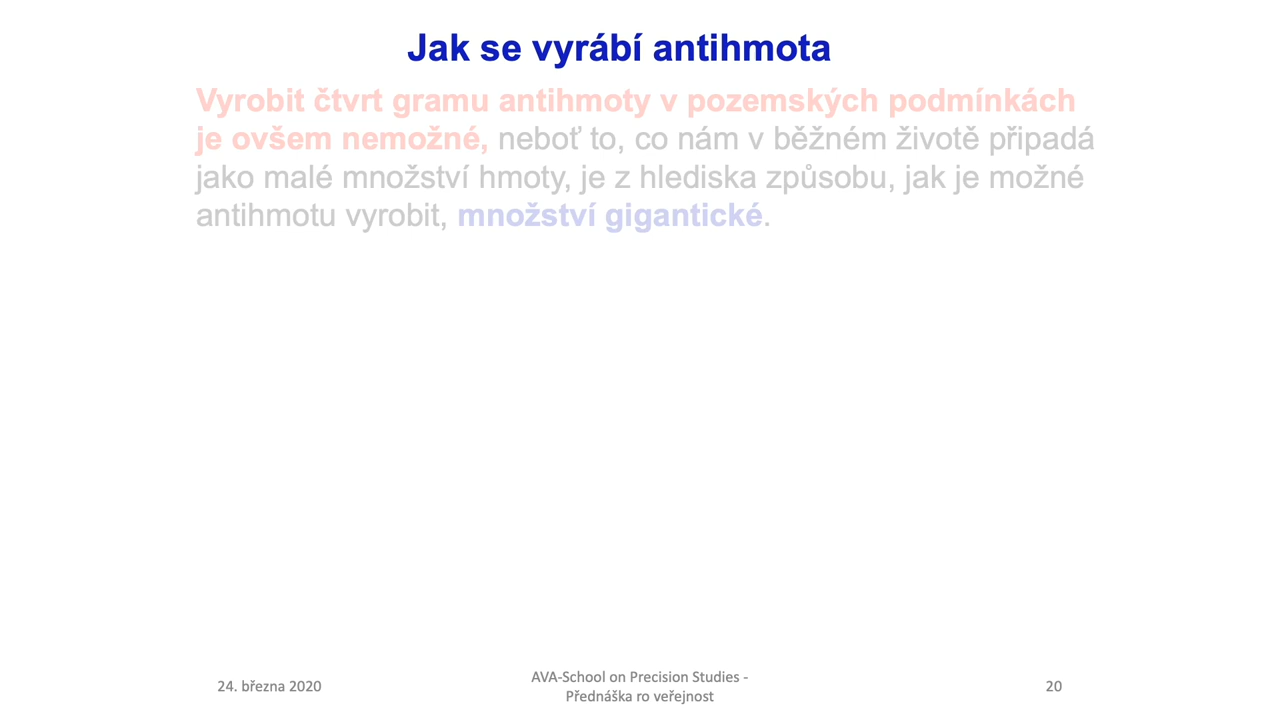 Jak se vyrábí antihmota
Vyrobit čtvrt gramu antihmoty v pozemských podmínkách
je ovšem nemožné, neboť to, co nám v běžném životě připadá
jako malé množství hmoty, je z hlediska způsobu, jak je možné
antihmotu vyrobit, množství gigantické.
24. března 2020
AVA-School on Precision Studies -
Přednáška ro veřejnost
20